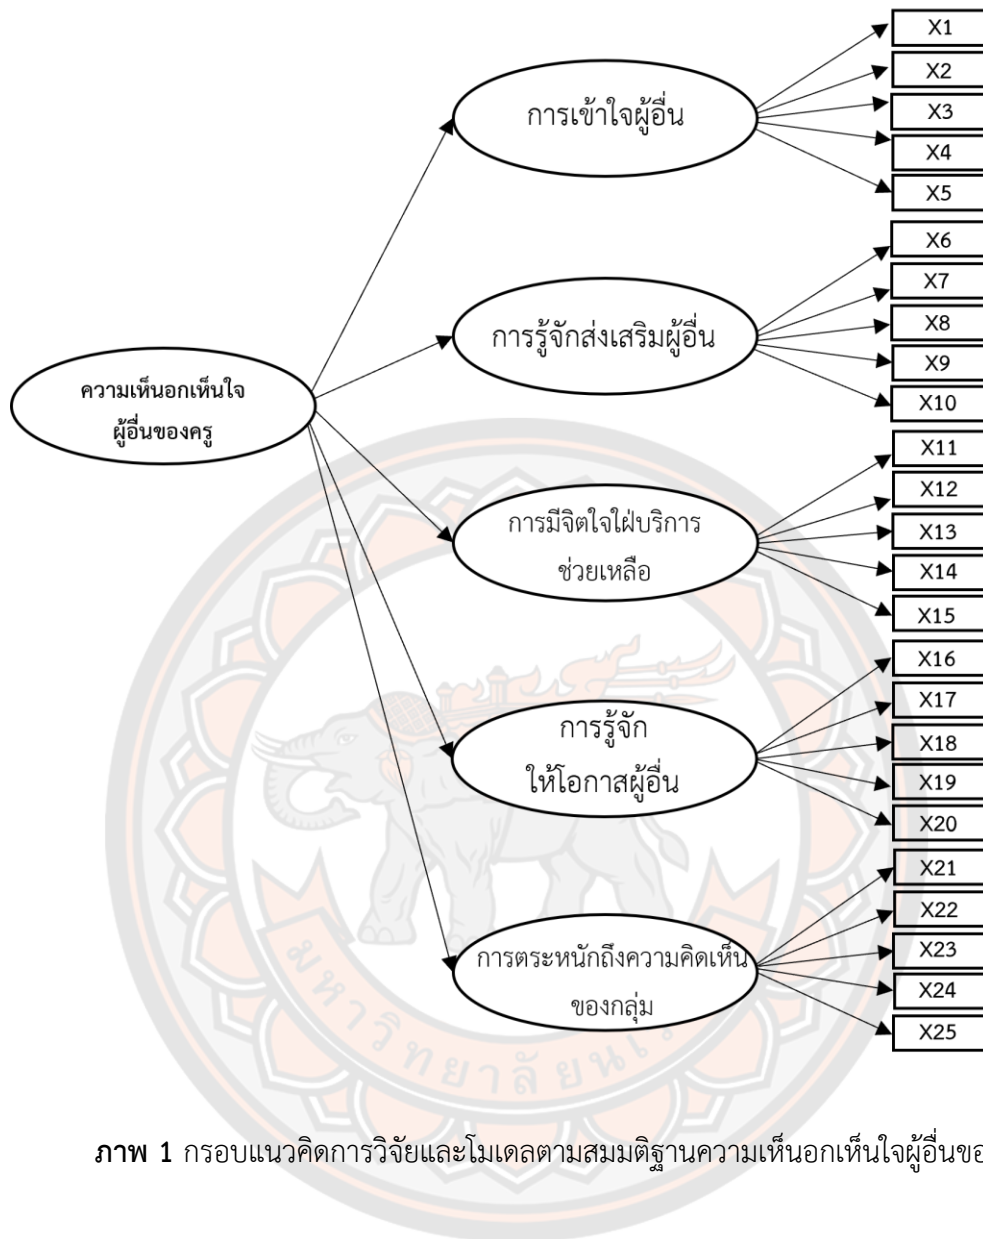 X1
X2
การเข้าใจผู้อื่น
X3
X4
X5
X6
X7
การรู้จักส่งเสริมผู้อื่น
X8
X9
X10
ความเห็นอกเห็นใจ
ผู้อื่นของครู
X11
X12
การมีจิตใจใฝ่บริการ
ช่วยเหลือ
X13
X14
X15
X16
X17
การรู้จัก
ให้โอกาสผู้อื่น
X18
X19
X20
X21
X22
การตระหนักถึงความคิดเห็น
ของกลุ่ม
X23
X24
X25
มหาวิทยาลัยน
ภาพ 1 กรอบแนวคิดการวิจัยและโมเดลตามสมมติฐานความเห็นอกเห็นใจผู้อื่นขอ